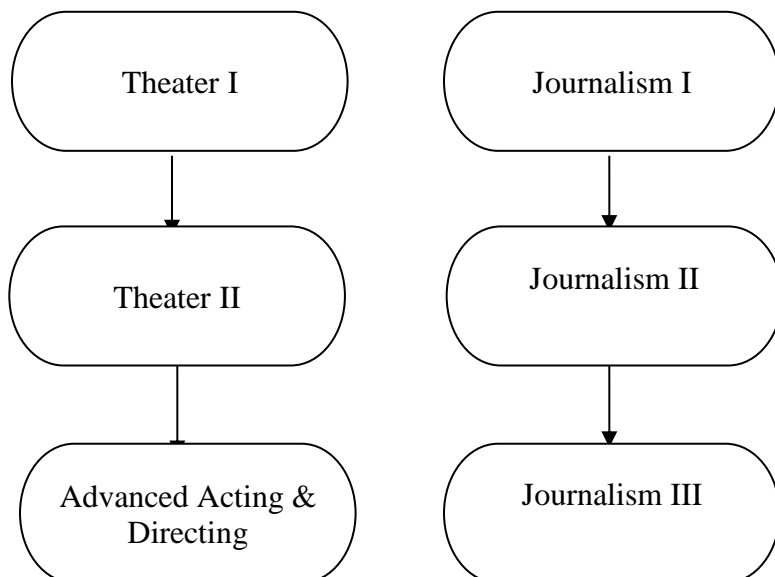 Theater I
Journalism I
Theater II
Journalism II
Advanced Acting &
Directing
Journalism III